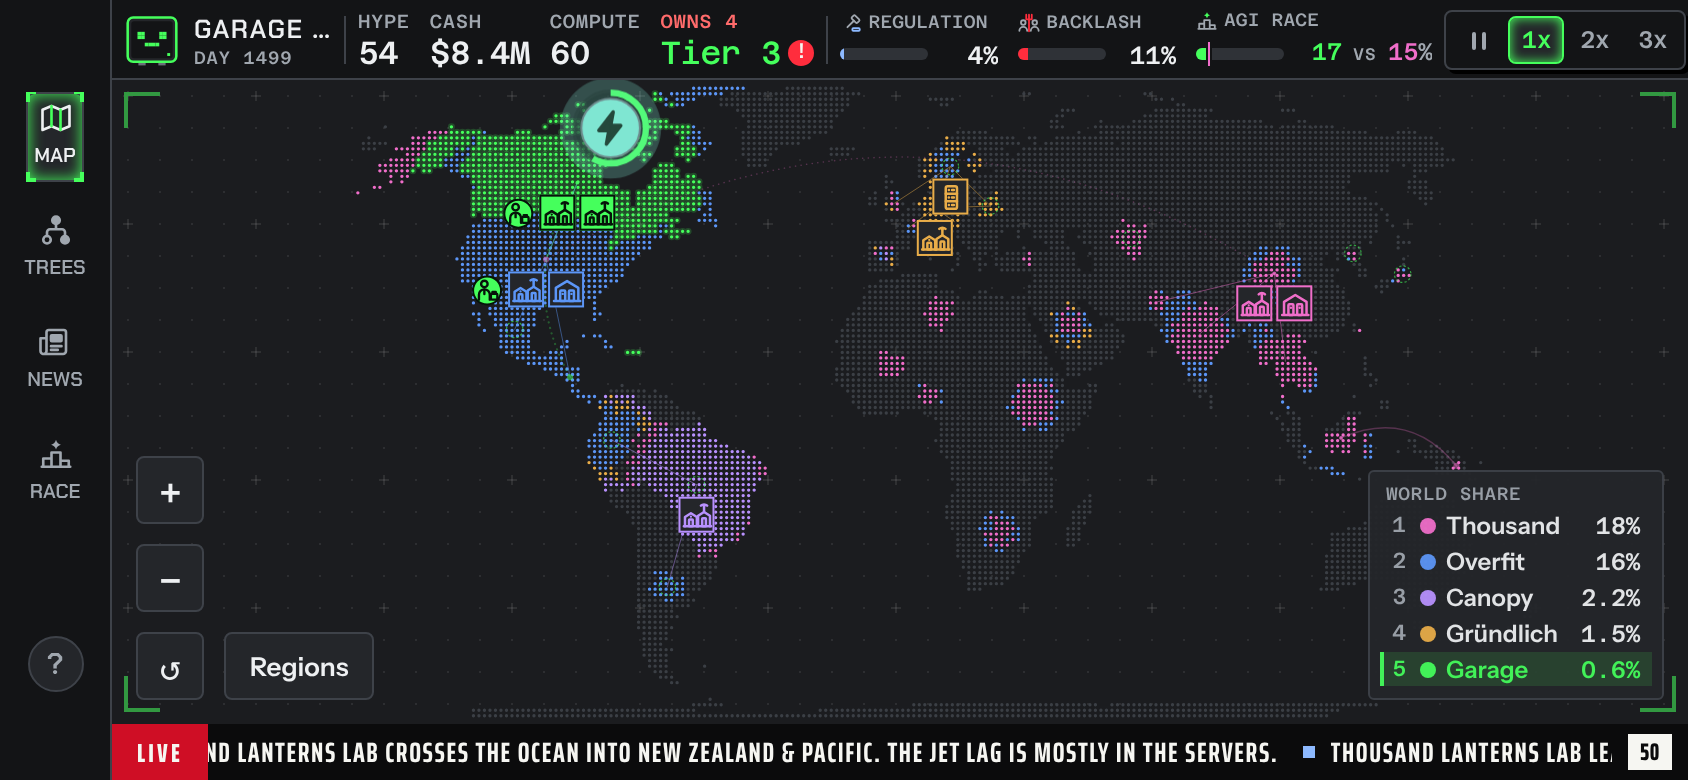 GARAGE ...
DAY 1499
HYPE
54
CASH
$8.4M
COMPUTE
60
OWNS 4
Tier 3 !
REGULATION
4%
BACKLASH
11%
AGI RACE
17 VS 15%
1x
2x
3x
MAP
TREES
NEWS
RACE
?
+
−
↺
Regions
WORLD SHARE
1 Thousand 18%
2 Overfit 16%
3 Canopy 2.2%
4 Gründlich 1.5%
5 Garage 0.6%
LIVE
ND LANTERNS LAB CROSSES THE OCEAN INTO NEW ZEALAND & PACIFIC. THE JET LAG IS MOSTLY IN THE SERVERS. THOUSAND LANTERNS LAB
50